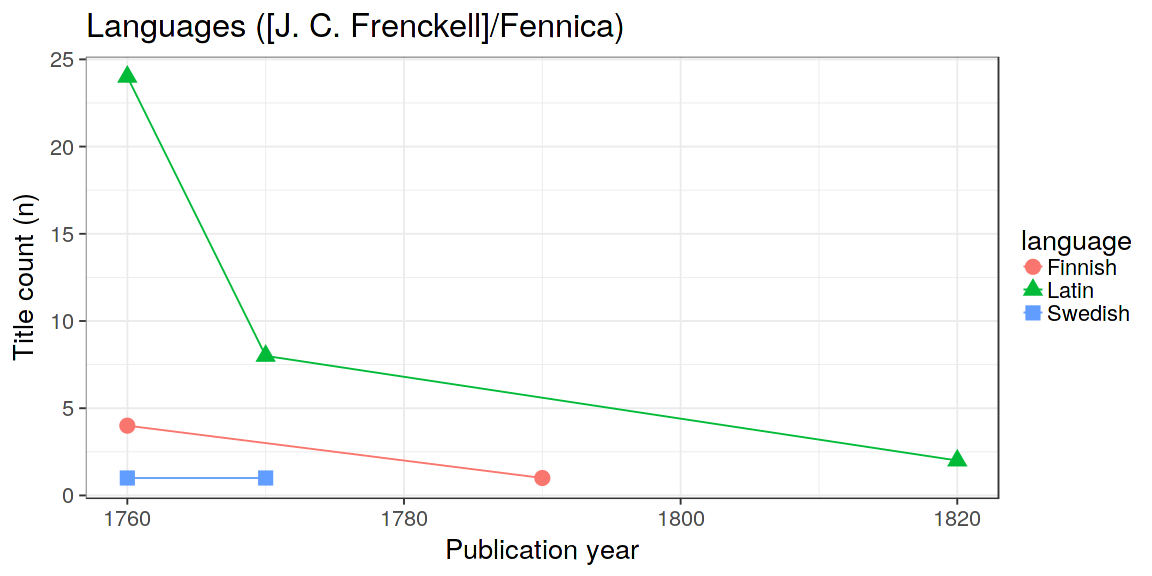 Languages ([J. C. Frenckell]/Fennica)
Title count (n)
25
20
15
10
5
0
1760
1780
1800
1820
Publication year
language
Finnish
Latin
Swedish